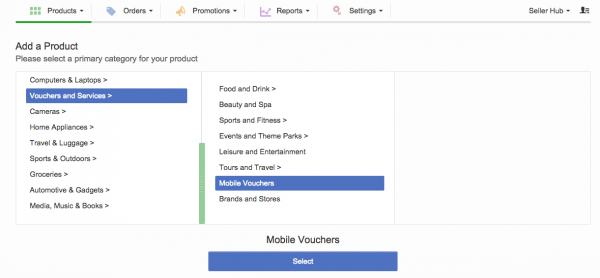 Products
Orders
Promotions
Reports
Settings
Seller Hub
Add a Product
Please select a primary category for your product
Computers & Laptops >
Vouchers and Services >
Cameras >
Home Appliances >
Travel & Luggage >
Sports & Outdoors >
Groceries >
Automotive & Gadgets >
Media, Music & Books >
Food and Drink >
Beauty and Spa
Sports and Fitness >
Events and Theme Parks >
Leisure and Entertainment
Tours and Travel >
Mobile Vouchers
Brands and Stores
Mobile Vouchers
Select